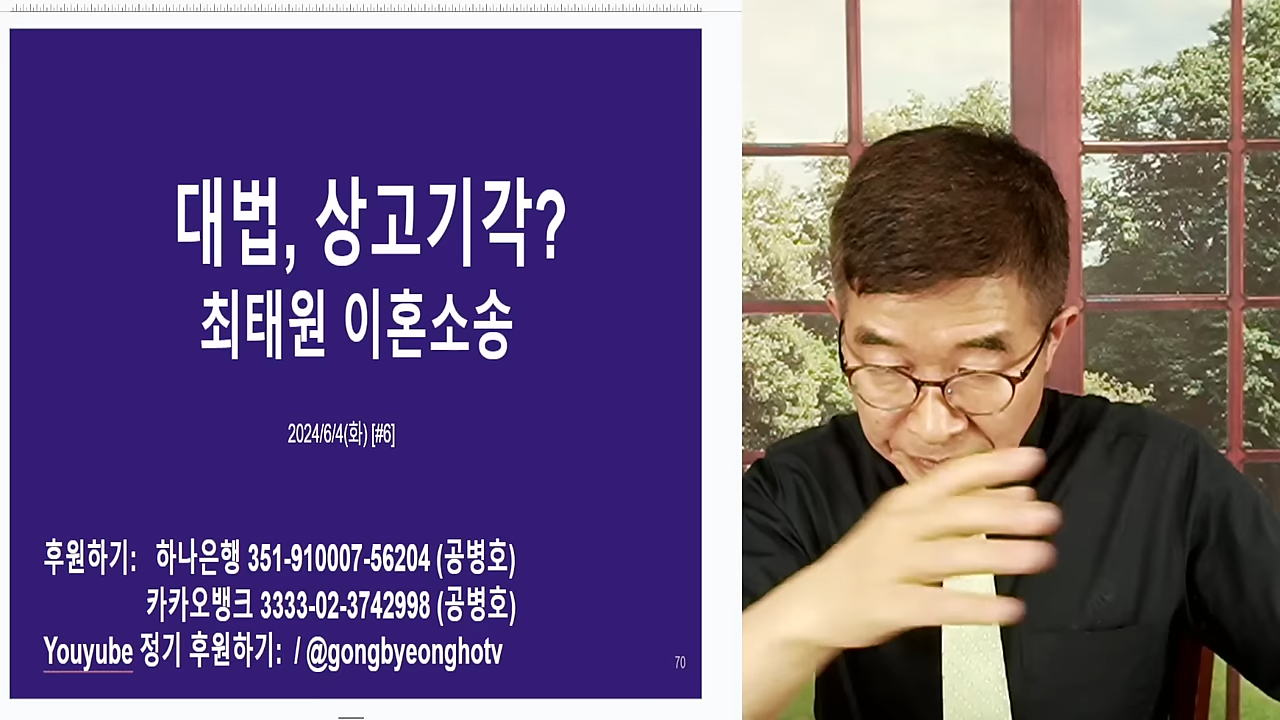 대법, 상고기각?
최태원 이혼소송
2024/6/4(화) [#6]
후원하기: 하나은행 351-910007-56204 (공병호)
카카오뱅크 3333-02-3742998 (공병호)
Youyube 정기 후원하기: / @gongbyeonghotv
70